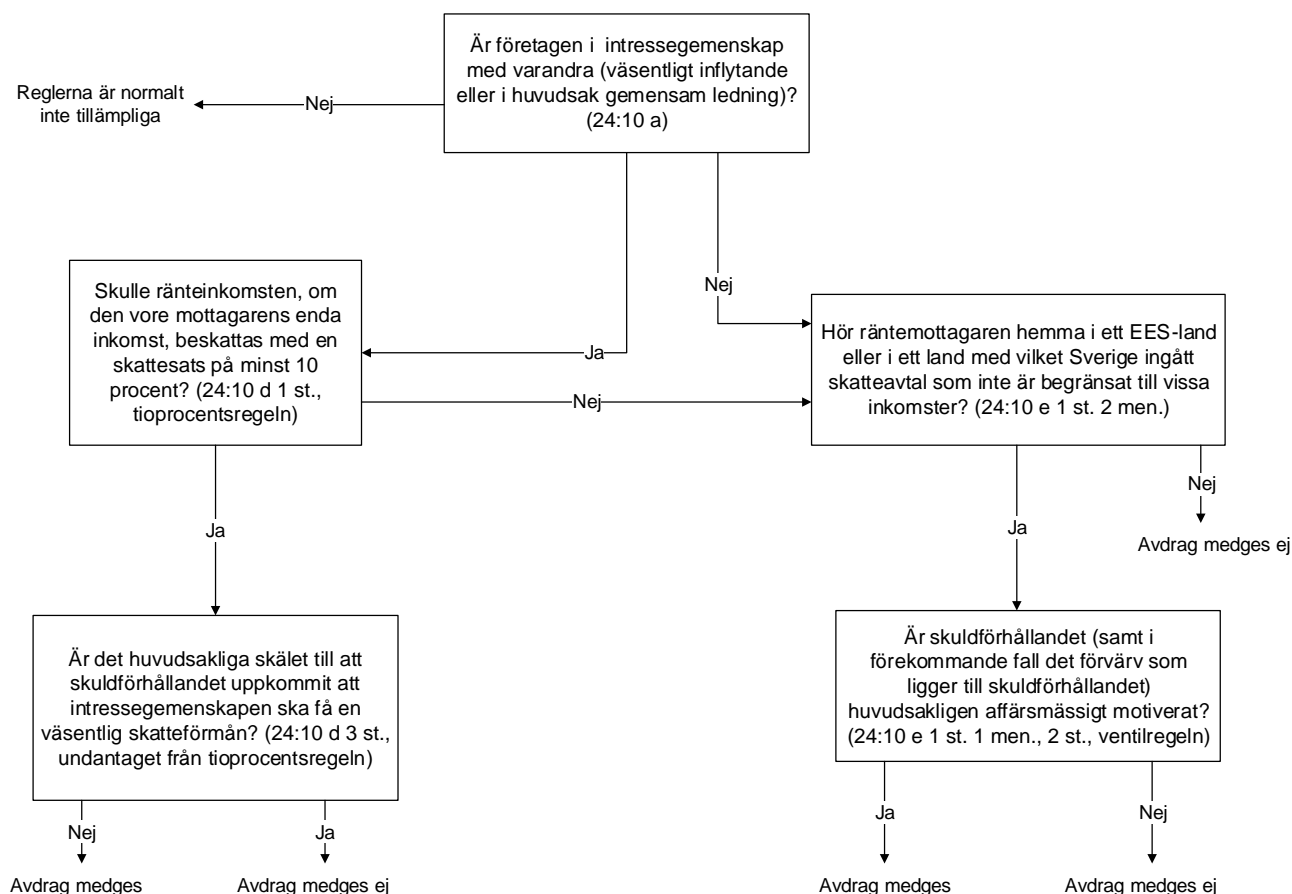 Är företagen i intressegemenskap
med varandra (väsentligt inflytande
eller i huvudsak gemensam ledning)?
(24:10 a)
Nej
Reglerna är normalt
inte tillämpliga
Nej
Ja
Skulle ränteinkomsten, om
den vore mottagarens enda
inkomst, beskattas med en
skattesats på minst 10
procent? (24:10 d 1 st.,
tioprocentsregeln)
Nej
Hör räntemottagaren hemma i ett EES-land
eller i ett land med vilket Sverige ingått
skatteavtal som inte är begränsat till vissa
inkomster? (24:10 e 1 st. 2 men.)
Nej
Avdrag medges ej
Ja
Ja
Är det huvudsakliga skälet till att
skuldförhållandet uppkommit att
intressegemenskapen ska få en
väsentlig skatteförmån? (24:10 d 3 st.,
undantaget från tioprocentsregeln)
Är skuldförhållandet (samt i
förekommande fall det förvärv som
ligger till skuldförhållandet)
huvudsakligen affärsmässigt motiverat?
(24:10 e 1 st. 1 men., 2 st., ventilregeln)
Nej
Ja
Ja
Nej
Avdrag medges
Avdrag medges ej
Avdrag medges
Avdrag medges ej